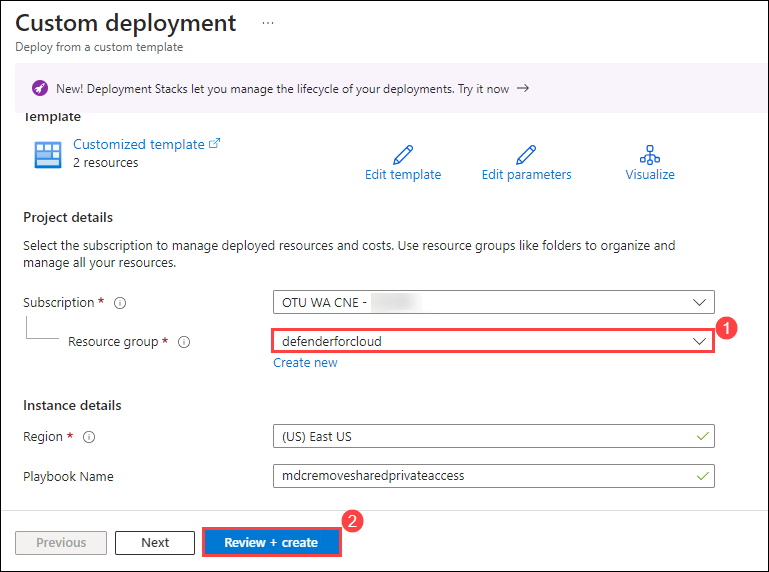 Custom deployment ...
Deploy from a custom template
New! Deployment Stacks let you manage the lifecycle of your deployments. Try it now →
Template
Customized template
2 resources
Edit template
Edit parameters
Visualize
Project details
Select the subscription to manage deployed resources and costs. Use resource groups like folders to organize and
manage all your resources.
Subscription *
OTU WA CNE -
1
Resource group *
defenderforcloud
Create new
Instance details
Region *
(US) East US
Playbook Name
mdcremovesharedprivateaccess
2
Previous
Next
Review + create